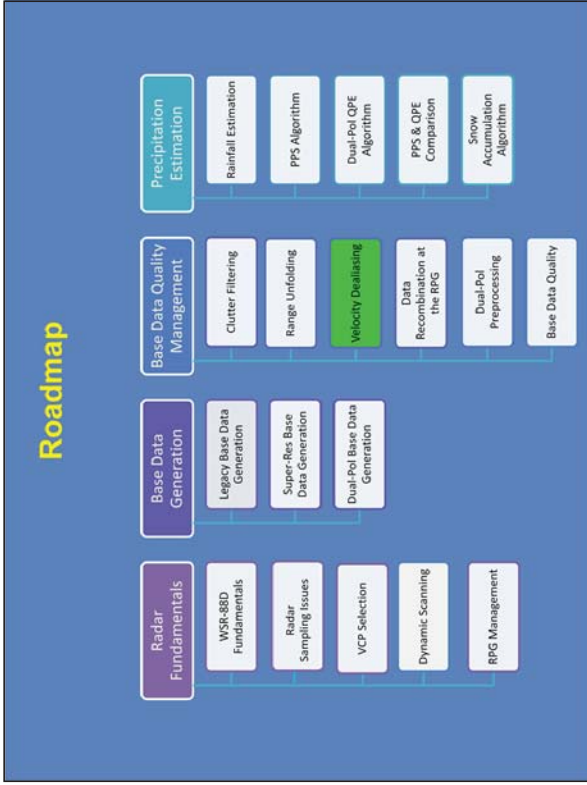 Roadmap
Radar
Fundamentals
WSR-88D
Fundamentals
Radar
Sampling Issues
VCP Selection
Dynamic Scanning
RPG Management
Base Data
Generation
Legacy Base Data
Generation
Super-Res Base
Data Generation
Dual-Pol Base Data
Generation
Base Data Quality
Management
Clutter Filtering
Range Unfolding
Velocity Dealiasing
Data
Recombination at
the RPG
Dual-Pol
Preprocessing
Base Data Quality
Precipitation
Estimation
Rainfall Estimation
PPS Algorithm
Dual-Pol QPE
Algorithm
PPS & QPE
Comparison
Snow
Accumulation
Algorithm